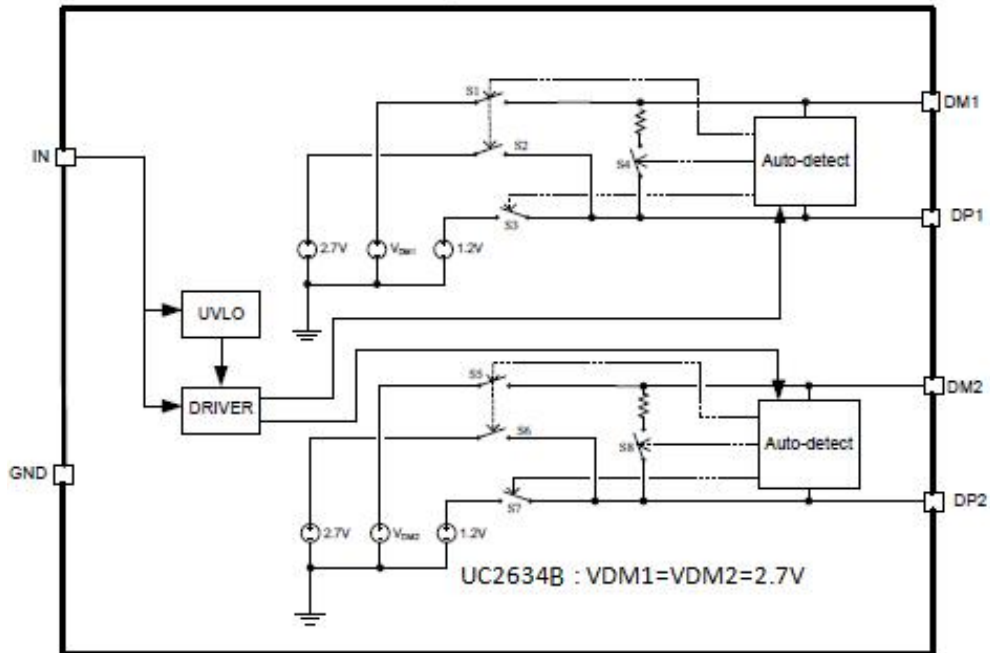 S1
DM1
S2
IN
S4
Auto-detect
S3
DP1
2.7V
VDM1
1.2V
UVLO
S5
DM2
DRIVER
S6
S8
Auto-detect
GND
S7
DP2
2.7V
VDM2
1.2V
UC2634B : VDM1=VDM2=2.7V